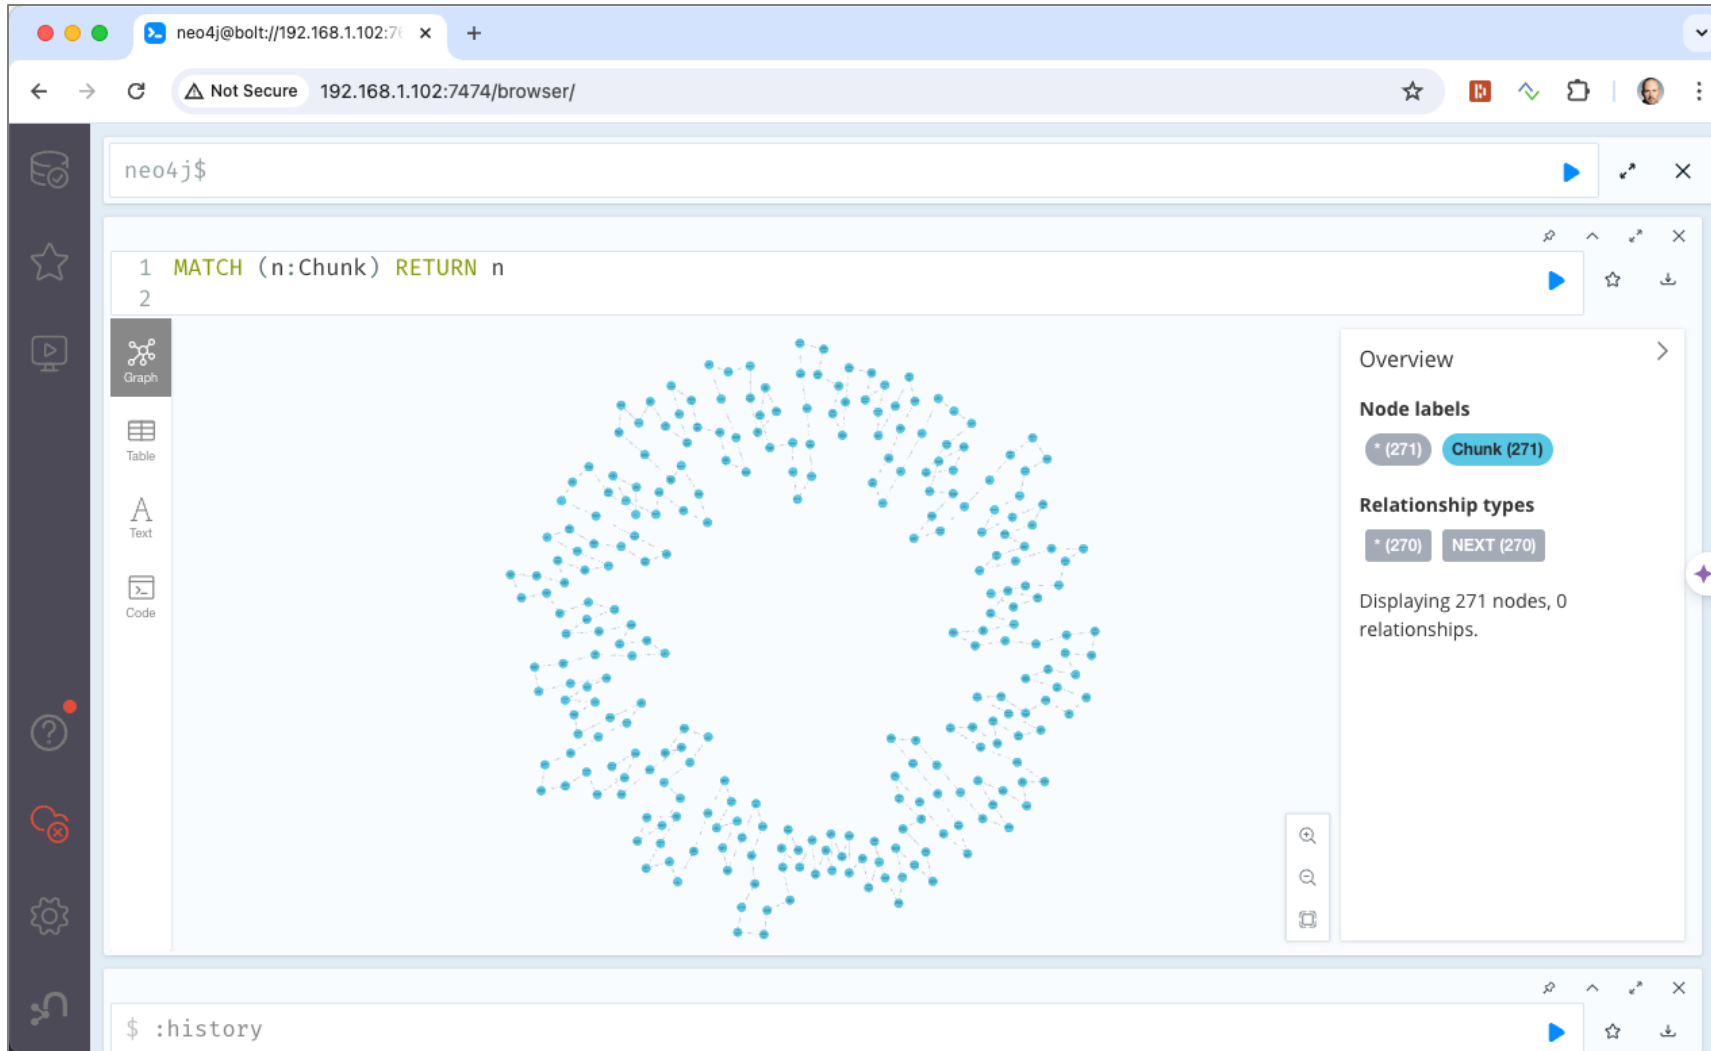 neo4j@bolt://192.168.1.102:76
Not Secure
192.168.1.102:7474/browser/
neo4j$
1 MATCH (n:Chunk) RETURN n
2
Graph
Table
Text
Code
Overview
Node labels
* (271)
Chunk (271)
Relationship types
* (270)
NEXT (270)
Displaying 271 nodes, 0
relationships.
$ :history